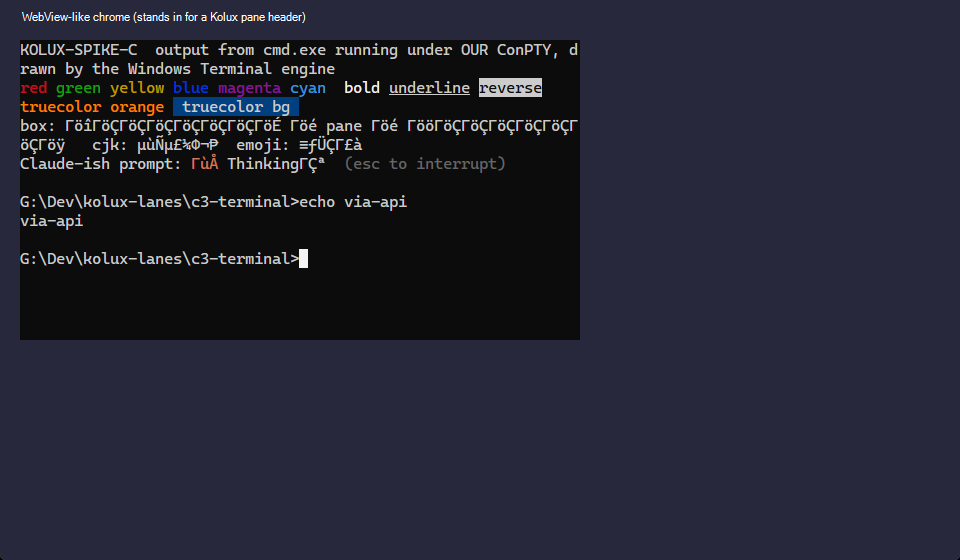 WebView-like chrome (stands in for a Kolux pane header)
KOLUX-SPIKE-C  output from cmd.exe running under OUR ConPTY, d
rawn by the Windows Terminal engine
red green yellow blue magenta cyan  bold underline reverse
truecolor orange  truecolor bg
box: ΓöîΓöÇΓöÇΓöÇΓöÇΓöÇΓöÇΓöÉ Γöé pane Γöé ΓööΓöÇΓöÇΓöÇΓöÇΓöÇΓ
öÇΓöÿ   cjk: µùÑµ£¼Φ¬₧  emoji: ≡ƒÜÇΓ£à
Claude-ish prompt: ΓùÅ ThinkingΓÇª  (esc to interrupt)
G:\Dev\kolux-lanes\c3-terminal>echo via-api
via-api
G:\Dev\kolux-lanes\c3-terminal>